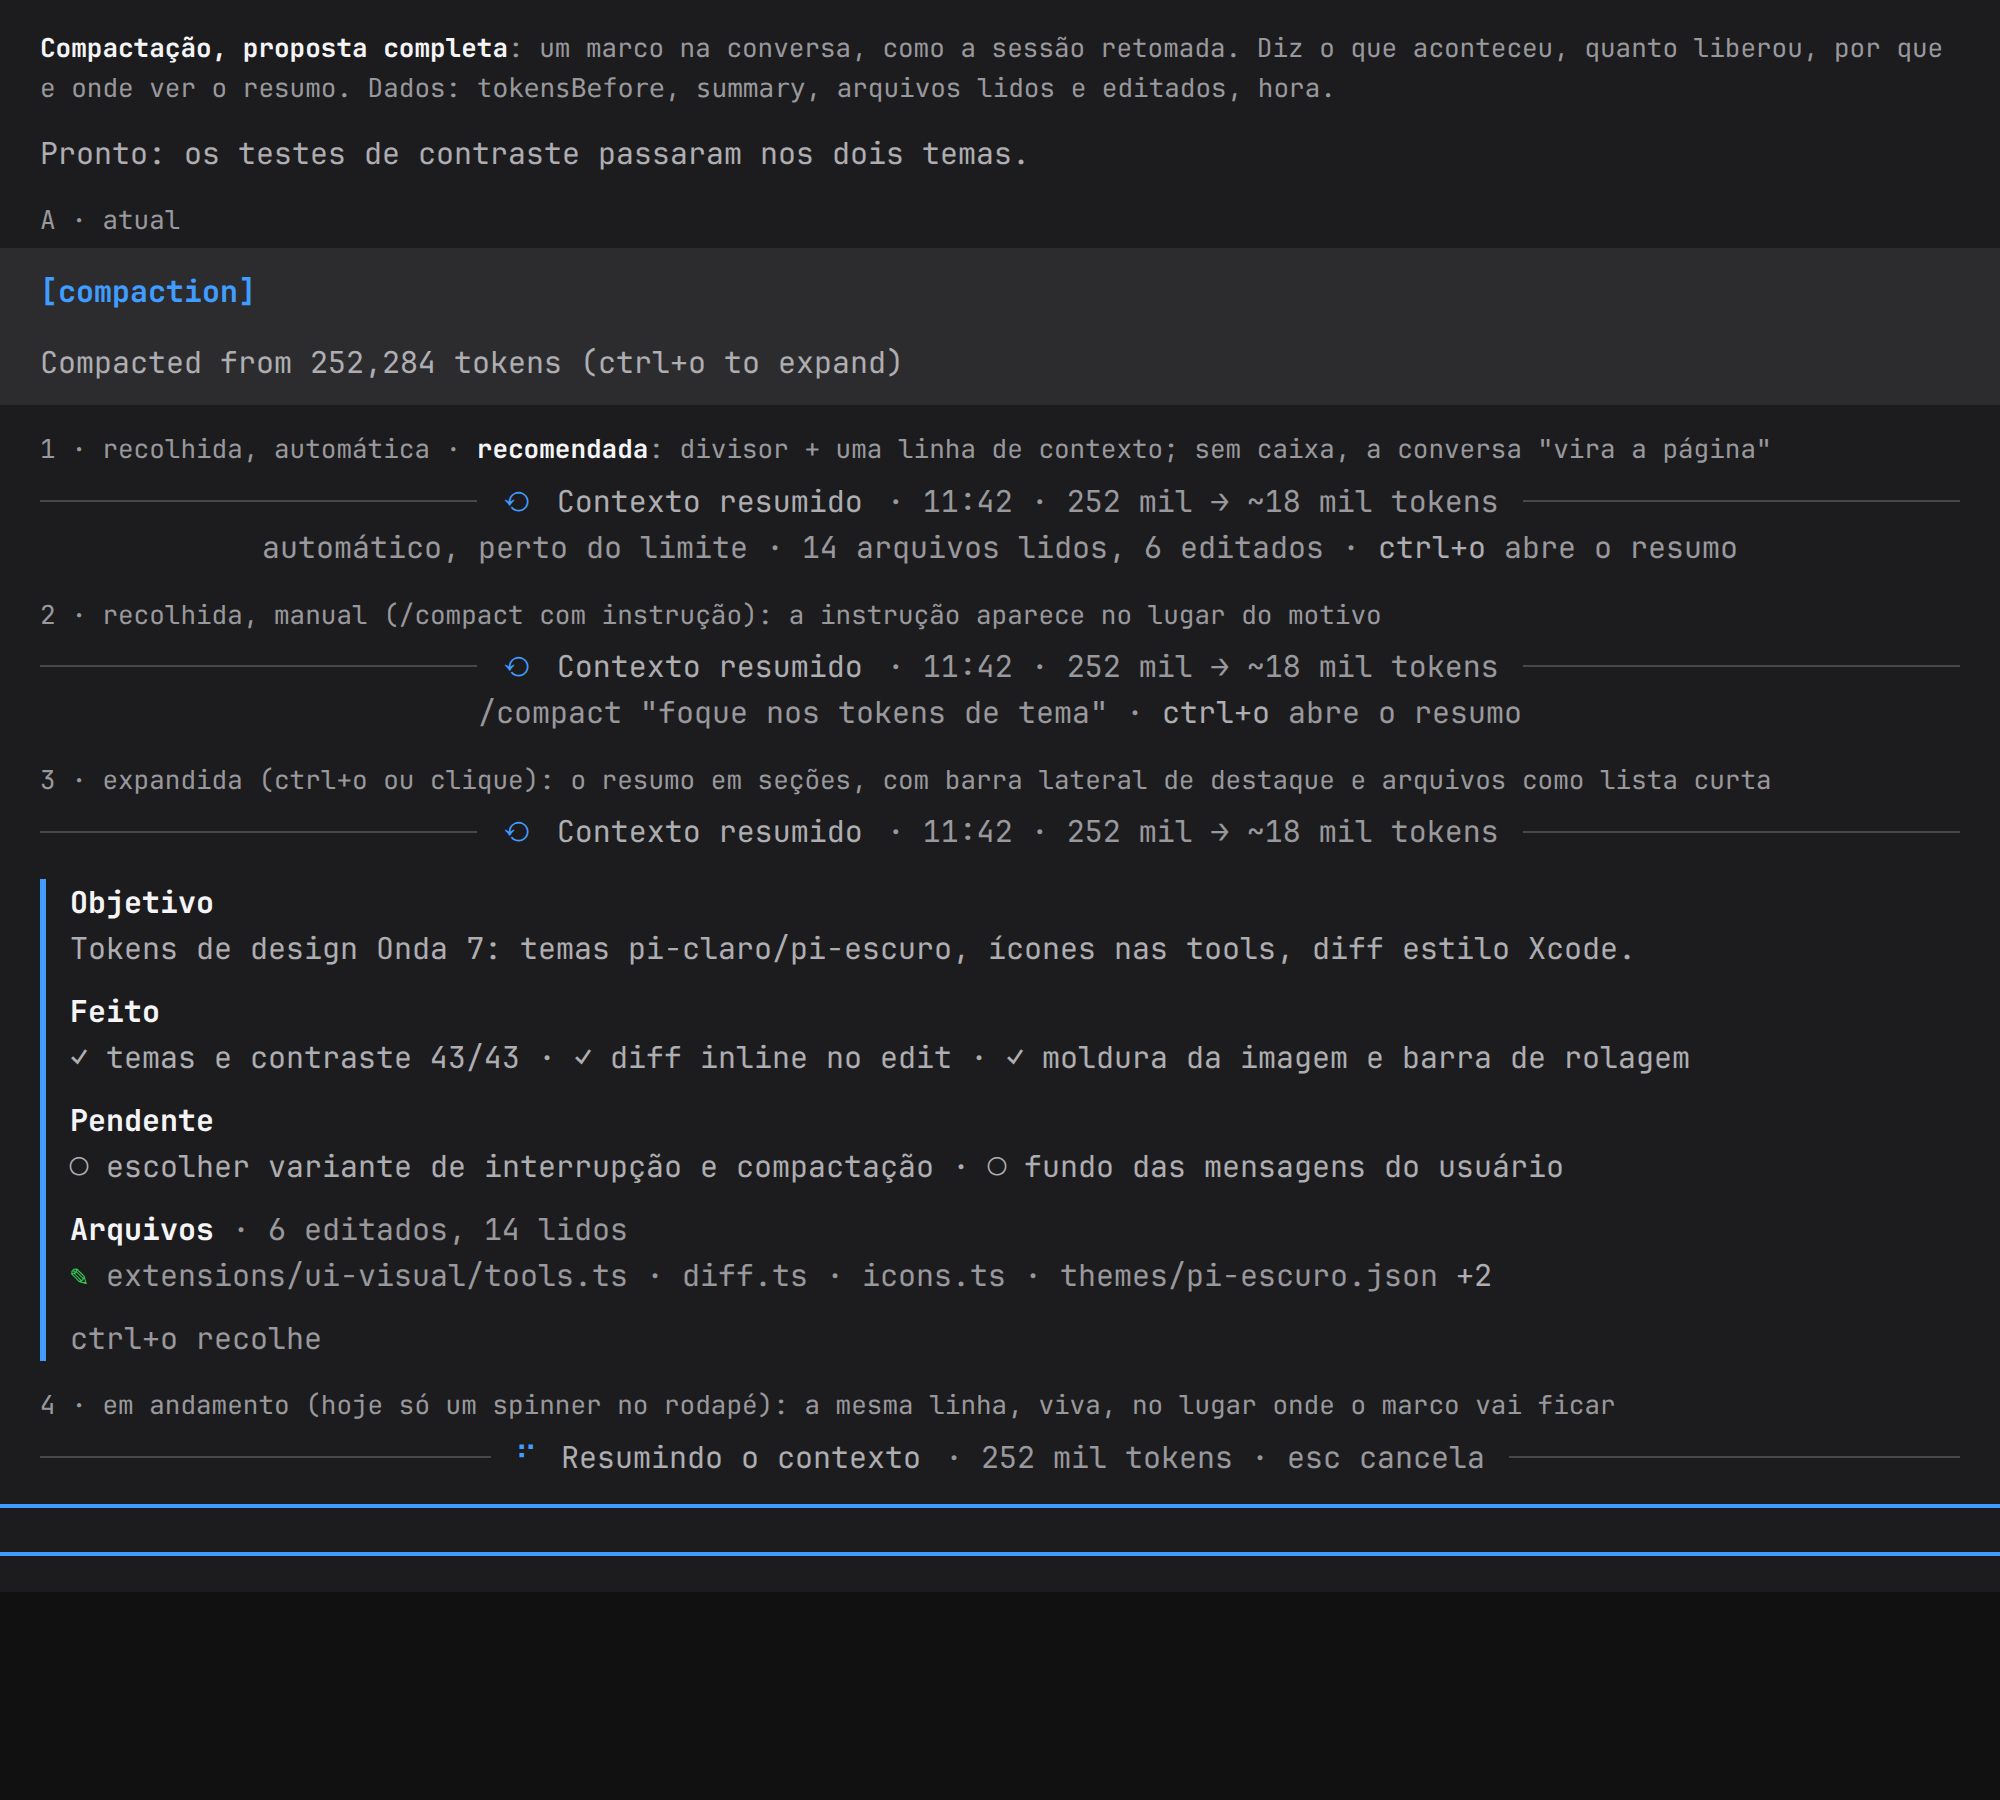 Compactação, proposta completa: um marco na conversa, como a sessão retomada. Diz o que aconteceu, quanto liberou, por que
e onde ver o resumo. Dados: tokensBefore, summary, arquivos lidos e editados, hora.
Pronto: os testes de contraste passaram nos dois temas.
A · atual
[compaction]
Compacted from 252,284 tokens (ctrl+o to expand)
1 · recolhida, automática · recomendada: divisor + uma linha de contexto; sem caixa, a conversa "vira a página"
⟲ Contexto resumido · 11:42 · 252 mil → ~18 mil tokens
automático, perto do limite · 14 arquivos lidos, 6 editados · ctrl+o abre o resumo
2 · recolhida, manual (/compact com instrução): a instrução aparece no lugar do motivo
⟲ Contexto resumido · 11:42 · 252 mil → ~18 mil tokens
/compact "foque nos tokens de tema" · ctrl+o abre o resumo
3 · expandida (ctrl+o ou clique): o resumo em seções, com barra lateral de destaque e arquivos como lista curta
⟲ Contexto resumido · 11:42 · 252 mil → ~18 mil tokens
Objetivo
Tokens de design Onda 7: temas pi-claro/pi-escuro, ícones nas tools, diff estilo Xcode.
Feito
✓ temas e contraste 43/43 · ✓ diff inline no edit · ✓ moldura da imagem e barra de rolagem
Pendente
○ escolher variante de interrupção e compactação · ○ fundo das mensagens do usuário
Arquivos · 6 editados, 14 lidos
✎ extensions/ui-visual/tools.ts · diff.ts · icons.ts · themes/pi-escuro.json +2
ctrl+o recolhe
4 · em andamento (hoje só um spinner no rodapé): a mesma linha, viva, no lugar onde o marco vai ficar
⠋ Resumindo o contexto · 252 mil tokens · esc cancela